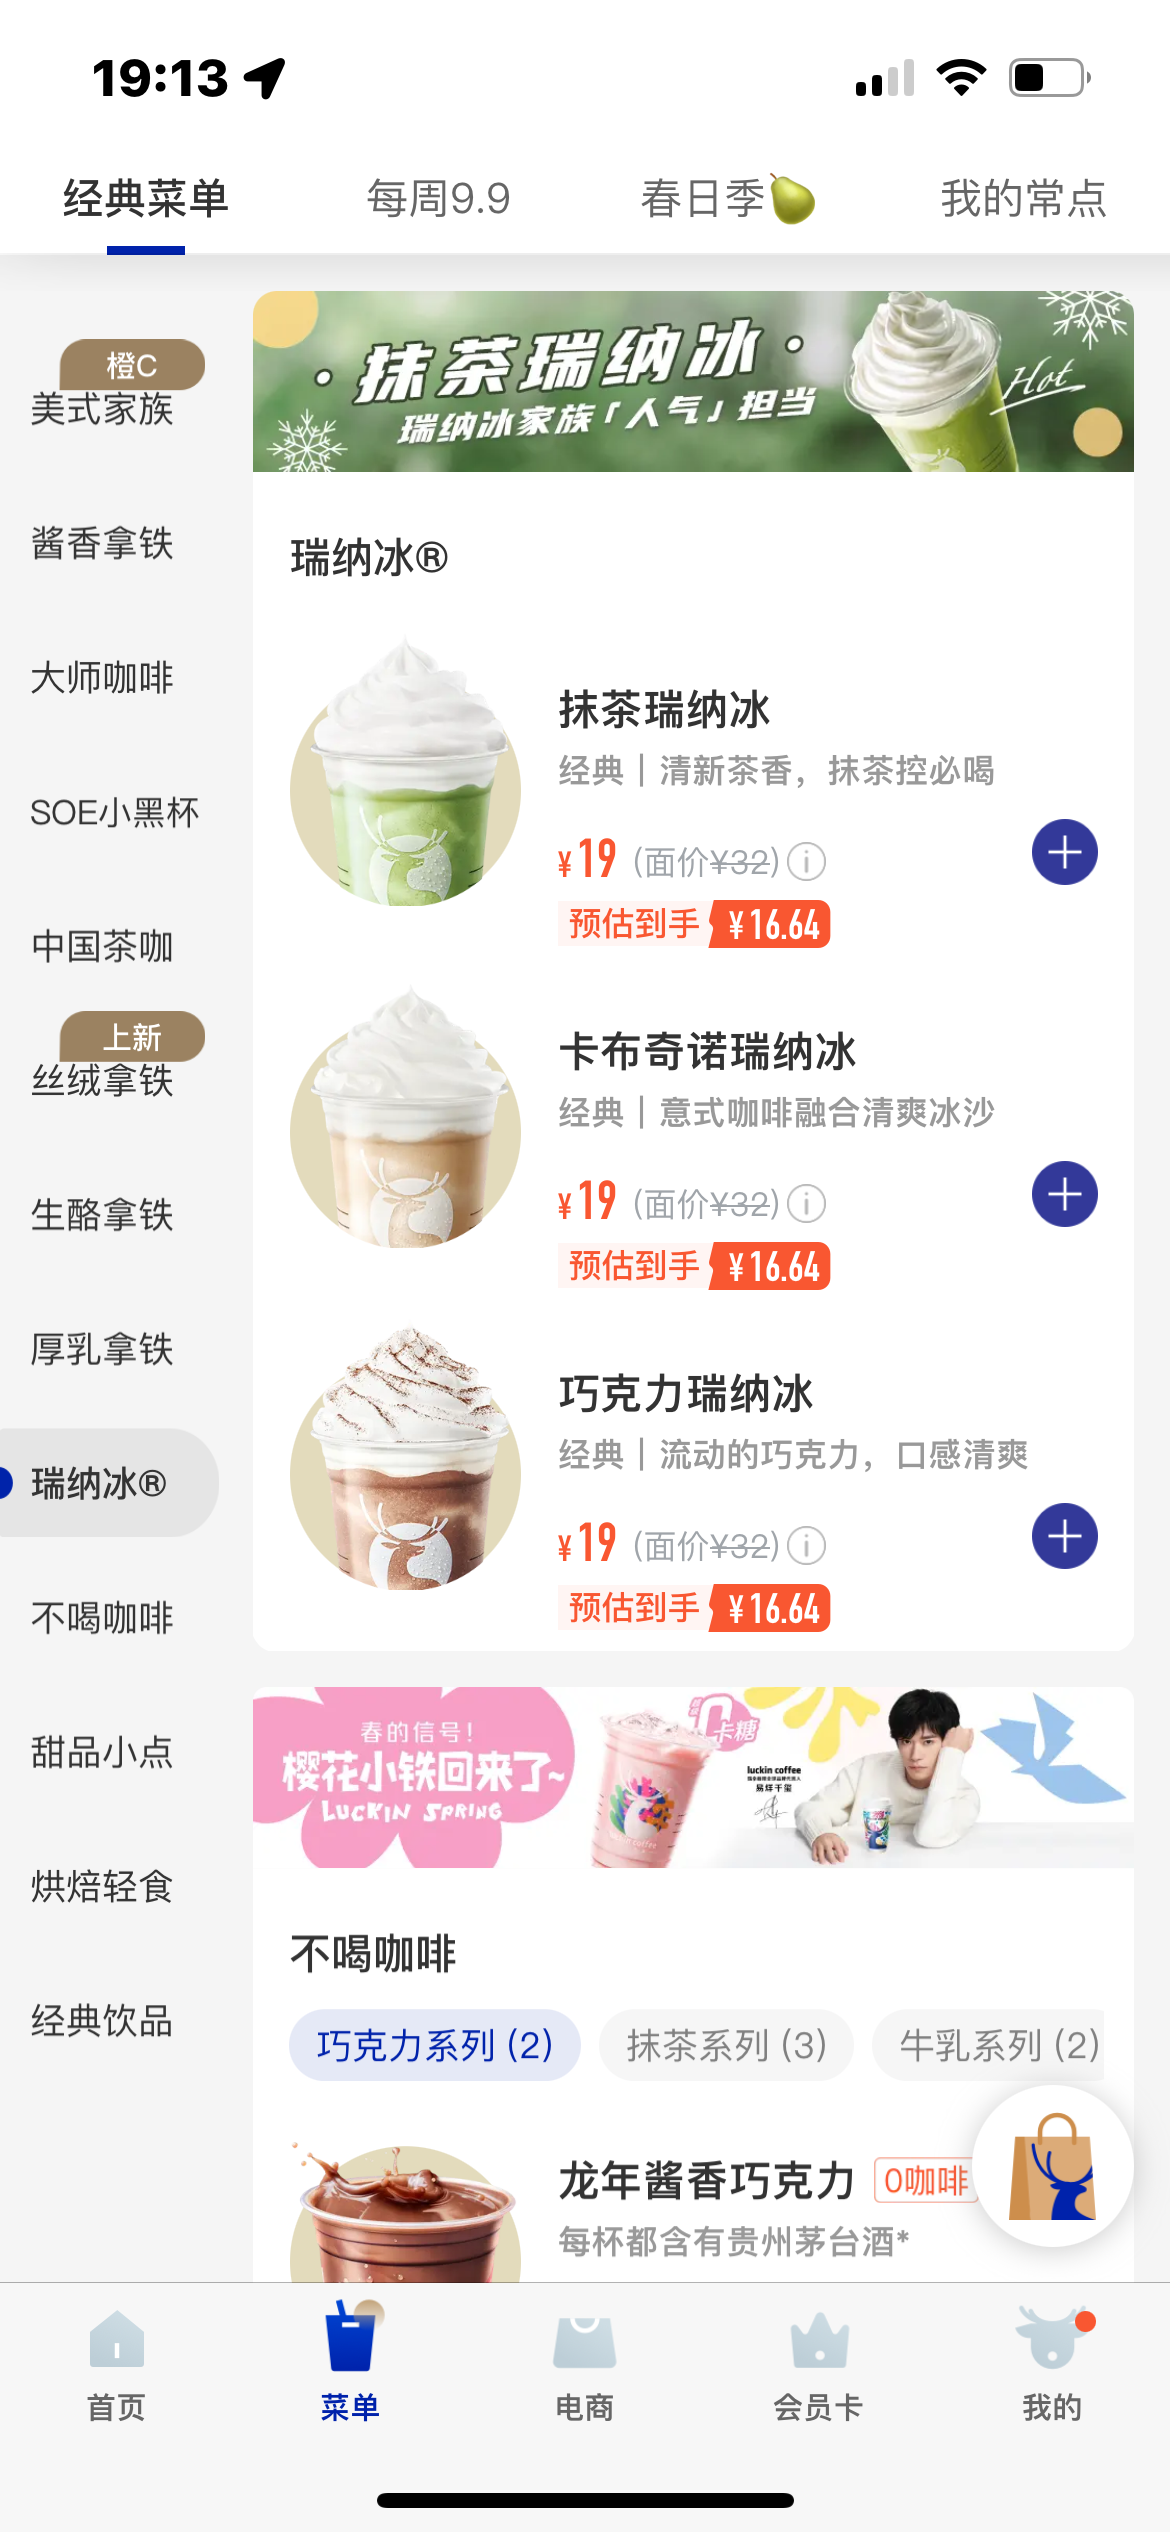 19:13
经典菜单
每周9.9
春日季
我的常点
橙C
美式家族
酱香拿铁
大师咖啡
SOE小黑杯
中国茶咖
上新
丝绒拿铁
生酪拿铁
厚乳拿铁
瑞纳冰®
不喝咖啡
甜品小点
烘焙轻食
经典饮品
·抹茶瑞纳冰·
瑞纳冰家族「人气」担当
Hot
瑞纳冰®
抹茶瑞纳冰
经典｜清新茶香，抹茶控必喝
¥19 (面价¥32)
预估到手 ¥16.64
卡布奇诺瑞纳冰
经典｜意式咖啡融合清爽冰沙
¥19 (面价¥32)
预估到手 ¥16.64
巧克力瑞纳冰
经典｜流动的巧克力，口感清爽
¥19 (面价¥32)
预估到手 ¥16.64
春的信号！
樱花小铁回来了~
LUCKIN SPRING
0卡糖
luckin coffee
易烊千玺
luckin coffee
不喝咖啡
巧克力系列 (2)
抹茶系列 (3)
牛乳系列 (2)
龙年酱香巧克力 0咖啡
每杯都含有贵州茅台酒*
首页
菜单
电商
会员卡
我的